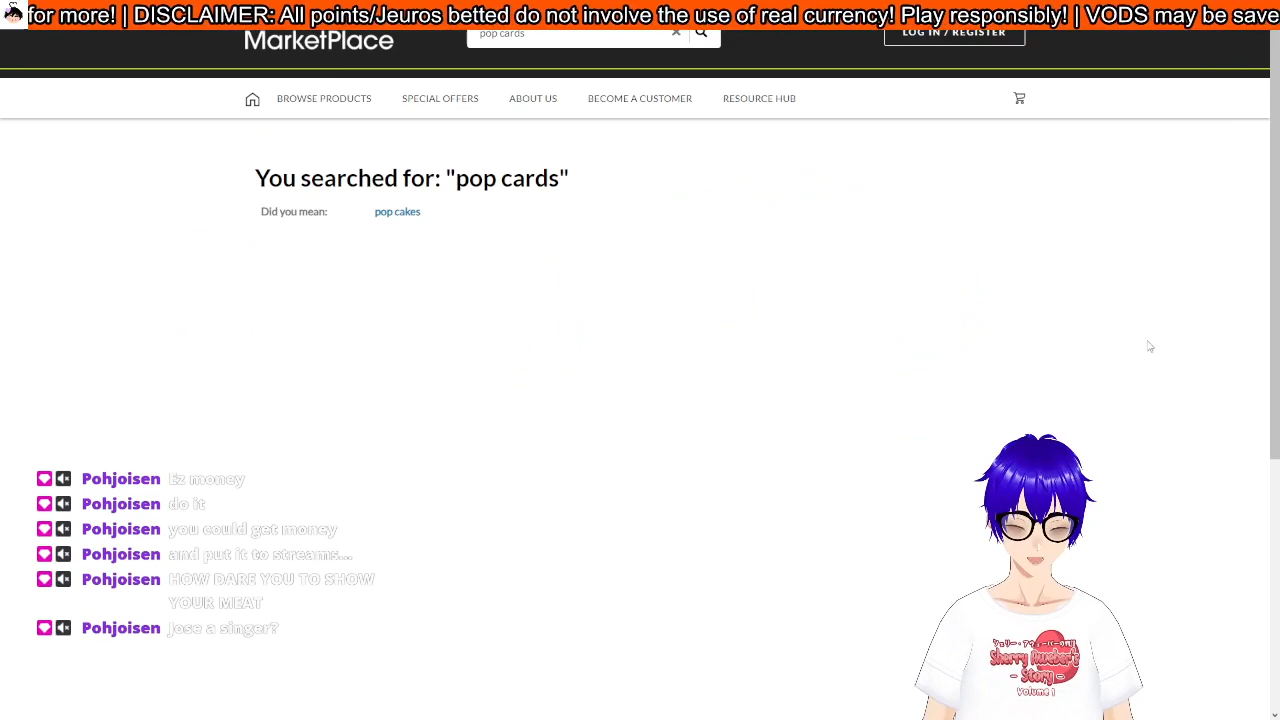 for more! | DISCLAIMER: All points/Jeuros betted do not involve the use of real currency! Play responsibly! | VODS may be save
MarketPlace
pop cards
LOG IN / REGISTER
BROWSE PRODUCTS
SPECIAL OFFERS
ABOUT US
BECOME A CUSTOMER
RESOURCE HUB
You searched for: "pop cards"
Did you mean: pop cakes
Pohjoisen Ez money
Pohjoisen do it
Pohjoisen you could get money
Pohjoisen and put it to streams...
Pohjoisen HOW DARE YOU TO SHOW
YOUR MEAT
Pohjoisen Jose a singer?
Sherry Aweber's
- Story -
Volume 1